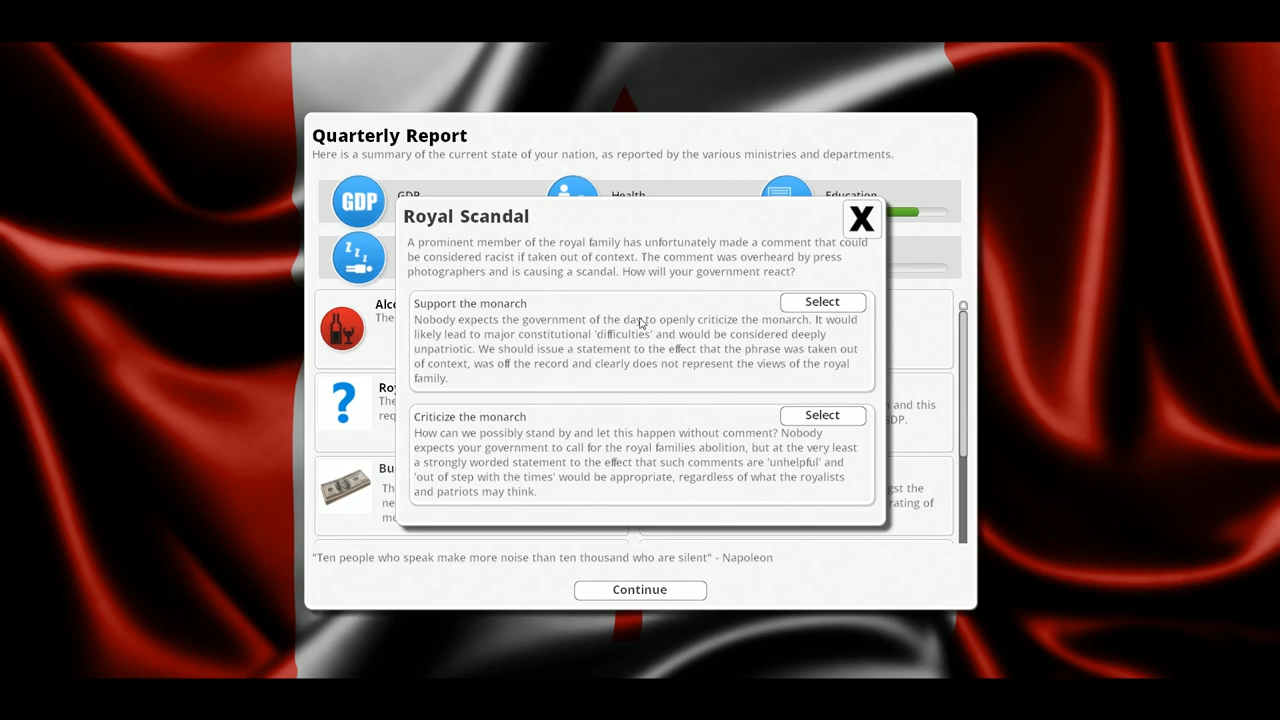 Quarterly Report
Here is a summary of the current state of your nation, as reported by the various ministries and departments.
GDP
GDP
Health
Education
Royal Scandal
X
A prominent member of the royal family has unfortunately made a comment that could
be considered racist if taken out of context. The comment was overheard by press
photographers and is causing a scandal. How will your government react?
Support the monarch
Select
Nobody expects the government of the day to openly criticize the monarch. It would
likely lead to major constitutional 'difficulties' and would be considered deeply
unpatriotic. We should issue a statement to the effect that the phrase was taken out
of context, was off the record and clearly does not represent the views of the royal
family.
Criticize the monarch
Select
How can we possibly stand by and let this happen without comment? Nobody
expects your government to call for the royal families abolition, but at the very least
a strongly worded statement to the effect that such comments are 'unhelpful' and
'out of step with the times' would be appropriate, regardless of what the royalists
and patriots may think.
and this
GDP.
rating of
"Ten people who speak make more noise than ten thousand who are silent" - Napoleon
Continue